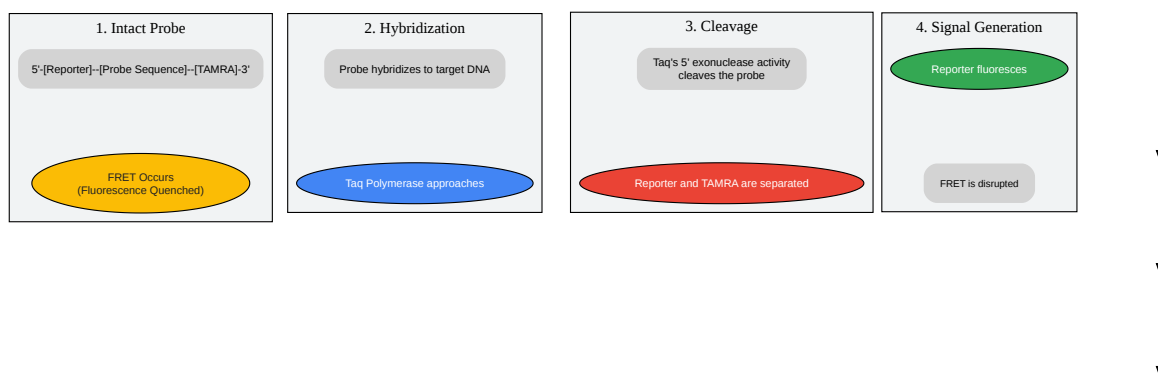 1. Intact Probe
5'-[Reporter]--[Probe Sequence]--[TAMRA]-3'
FRET Occurs
(Fluorescence Quenched)
2. Hybridization
Probe hybridizes to target DNA
Taq Polymerase approaches
3. Cleavage
Taq's 5' exonuclease activity
cleaves the probe
Reporter and TAMRA are separated
4. Signal Generation
Reporter fluoresces
FRET is disrupted